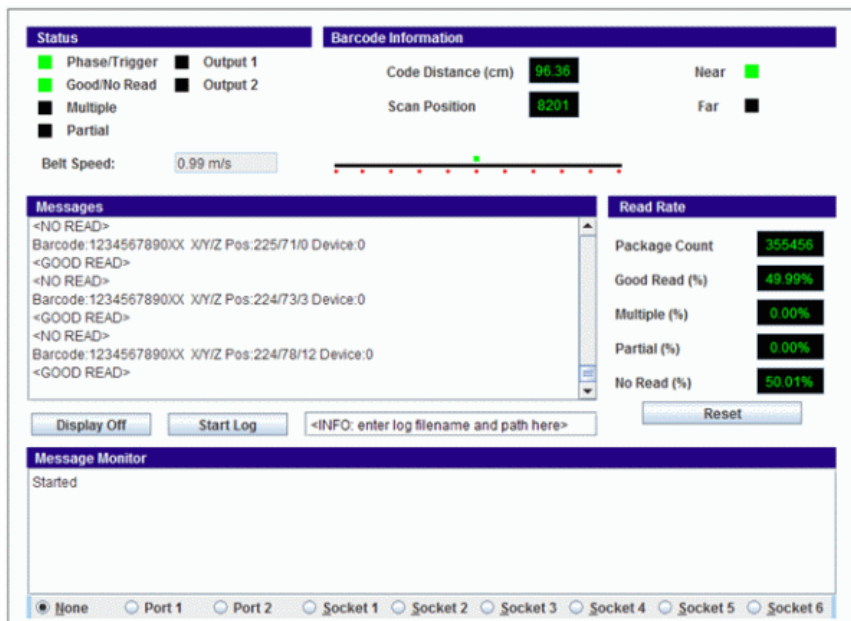 Status
Phase/Trigger Output 1
Good/No Read Output 2
Multiple
Partial
Belt Speed: 0.99 m/s
Barcode Information
Code Distance (cm) 96.36 Near
Scan Position 8201 Far
Messages
<NO READ>
Barcode:1234567890XX X/Y/Z Pos:225/71/0 Device:0
<GOOD READ>
<NO READ>
Barcode:1234567890XX X/Y/Z Pos:224/73/3 Device:0
<GOOD READ>
<NO READ>
Barcode:1234567890XX X/Y/Z Pos:224/78/12 Device:0
<GOOD READ>
Display Off Start Log <INFO: enter log filename and path here>
Read Rate
Package Count 355456
Good Read (%) 49.99%
Multiple (%) 0.00%
Partial (%) 0.00%
No Read (%) 50.01%
Reset
Message Monitor
Started
None Port 1 Port 2 Socket 1 Socket 2 Socket 3 Socket 4 Socket 5 Socket 6